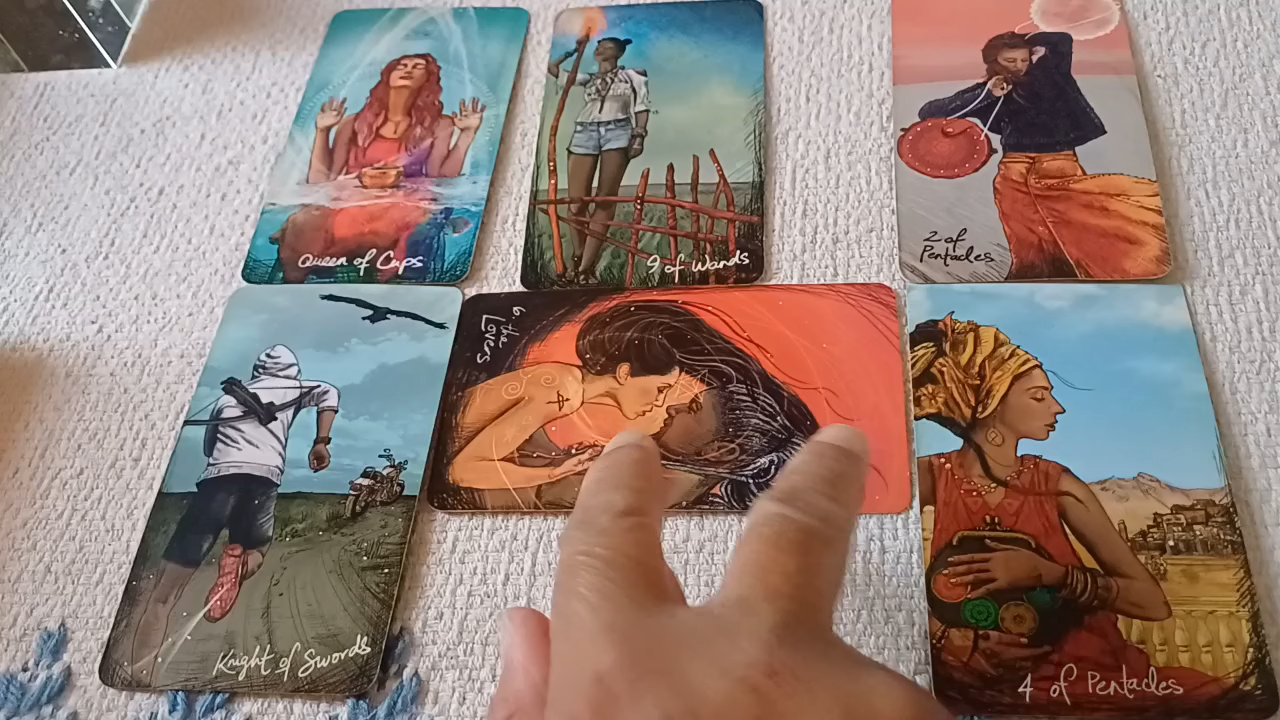 Queen of Cups
9 of Wands
2 of
Pentacles
Knight of Swords
6. the
Lovers
4 of Pentacles